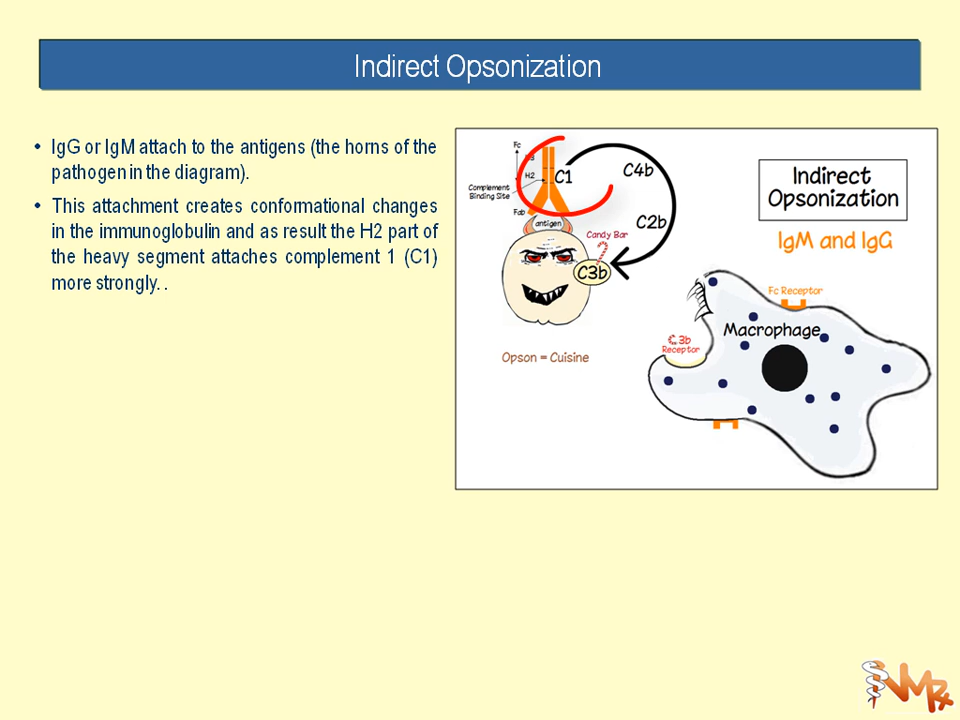 Indirect Opsonization
• IgG or IgM attach to the antigens (the horns of the
pathogen in the diagram).
• This attachment creates conformational changes
in the immunoglobulin and as result the H2 part of
the heavy segment attaches complement 1 (C1)
more strongly. .
Fc
H3
H2
C1
Complement
Binding Site
Fab
antigen
C4b
C2b
Candy Bar
C3b
Opson = Cuisine
Indirect
Opsonization
IgM and IgG
Fc Receptor
Macrophage
C3b
Receptor
VMRx